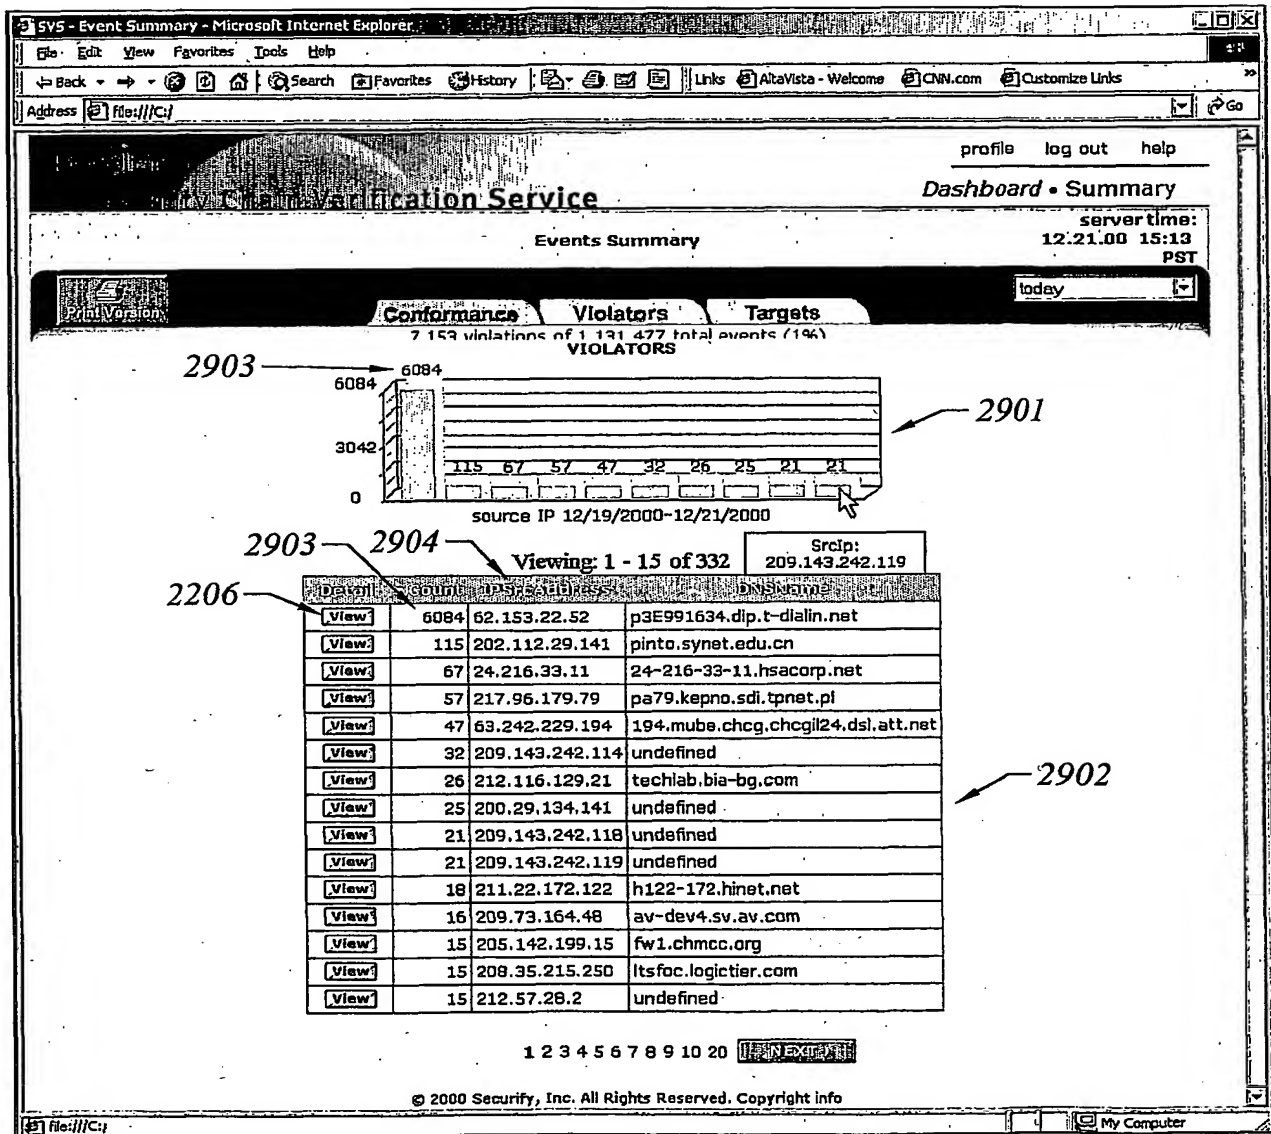 SVS - Event Summary - Microsoft Internet Explorer
File Edit View Favorites Tools Help
Back Search Favorites History Links AltaVista - Welcome CNN.com Customize Links
Address file:///C:/ Go
profile log out help
Chain Verification Service
Dashboard • Summary
Events Summary
server time:
12.21.00 15:13
PST
Print Version
today
Conformance Violators Targets
7,153 violations of 1,131,477 total events (1%)
VIOLATORS
2903
6084
6084
2901
3042
115 67 57 47 32 26 25 21 21
0
source IP 12/19/2000-12/21/2000
2903 2904
Viewing: 1 - 15 of 332
SrcIp:
209.143.242.119
2206
Detail Count IPSrcAddress DNSName
View 6084 62.153.22.52 p3E991634.dip.t-dialin.net
View 115 202.112.29.141 pinto.synet.edu.cn
View 67 24.216.33.11 24-216-33-11.hsacorp.net
View 57 217.96.179.79 pa79.kepno.sdi.tpnet.pl
View 47 63.242.229.194 194.mube.chcg.chcgil24.dsl.att.net
View 32 209.143.242.114 undefined
View 26 212.116.129.21 techlab.bia-bg.com
2902
View 25 200.29.134.141 undefined
View 21 209.143.242.118 undefined
View 21 209.143.242.119 undefined
View 18 211.22.172.122 h122-172.hinet.net
View 16 209.73.164.48 av-dev4.sv.av.com
View 15 205.142.199.15 fw1.chmcc.org
View 15 208.35.215.250 ltsfoc.logictier.com
View 15 212.57.28.2 undefined
1 2 3 4 5 6 7 8 9 10 20 NEXT
© 2000 Securify, Inc. All Rights Reserved. Copyright info
file:///C:/ My Computer